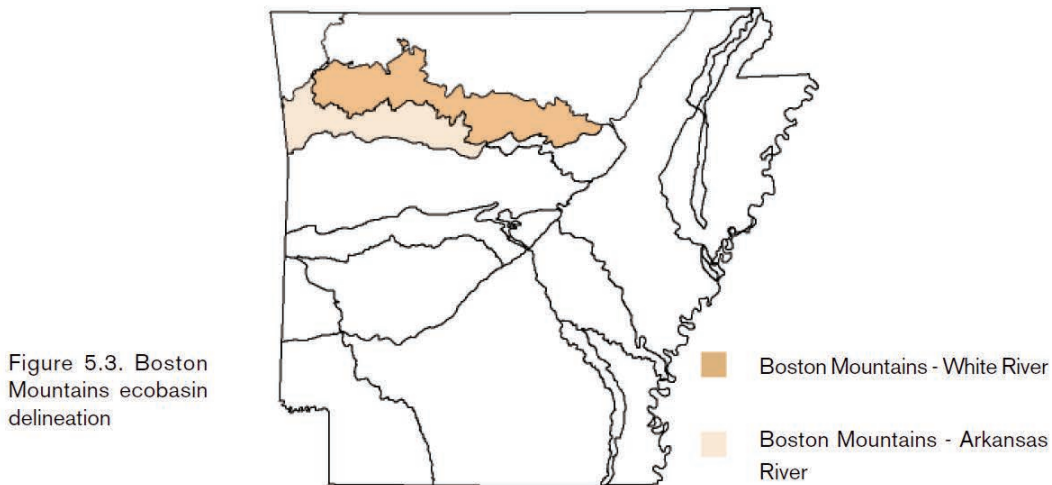 Figure 5.3. Boston
Mountains ecobasin
delineation
Boston Mountains - White River
Boston Mountains - Arkansas
River